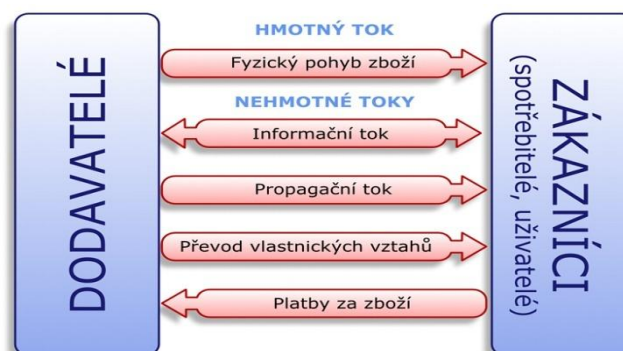 DODAVATELÉ
HMOTNÝ TOK
Fyzický pohyb zboží
NEHMOTNÉ TOKY
Informační tok
Propagační tok
Převod vlastnických vztahů
Platby za zboží
ZÁKAZNÍCI
(spotřebitelé, uživatelé)